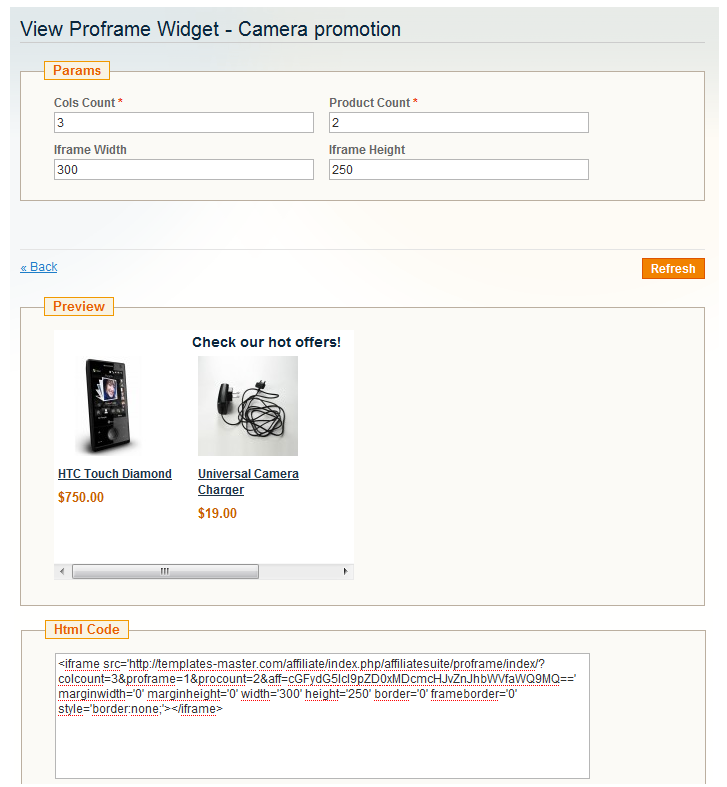 View Proframe Widget - Camera promotion
Params
Cols Count * Product Count *
3 2
Iframe Width Iframe Height
300 250
« Back Refresh
Preview
Check our hot offers!
HTC Touch Diamond Universal Camera
Charger
$750.00
$19.00
Html Code
<iframe src='http://templates-master.com/affiliate/index.php/affiliatesuite/proframe/index/?
colcount=3&proframe=1&procount=2&aff=cGFydG5lcl9pZD0xMDcmcHJvZnJhbWVfaWQ9MQ=='
marginwidth='0' marginheight='0' width='300' height='250' border='0' frameborder='0'
style='border:none;'></iframe>